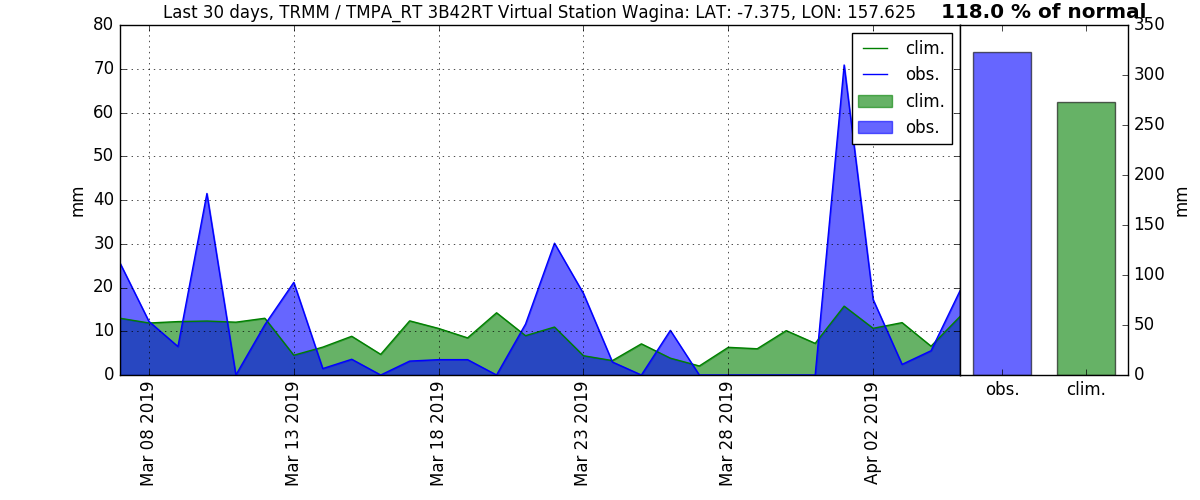 Last 30 days, TRMM / TMPA_RT 3B42RT Virtual Station Wagina: LAT: -7.375, LON: 157.625
118.0 % of normal
80
70
60
50
40
30
20
10
0
mm
clim.
obs.
clim.
obs.
Mar 08 2019
Mar 13 2019
Mar 18 2019
Mar 23 2019
Mar 28 2019
Apr 02 2019
350
300
250
200
150
100
50
0
mm
obs.
clim.